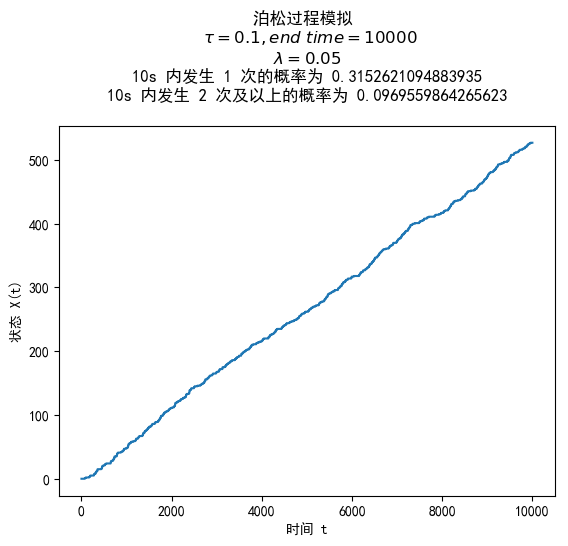 泊松过程模拟
τ = 0.1, end time = 10000
λ = 0.05
10s 内发生 1 次的概率为 0.3152621094883935
10s 内发生 2 次及以上的概率为 0.0969559864265623
500
400
300
200
100
0
状态 X(t)
0 2000 4000 6000 8000 10000
时间 t